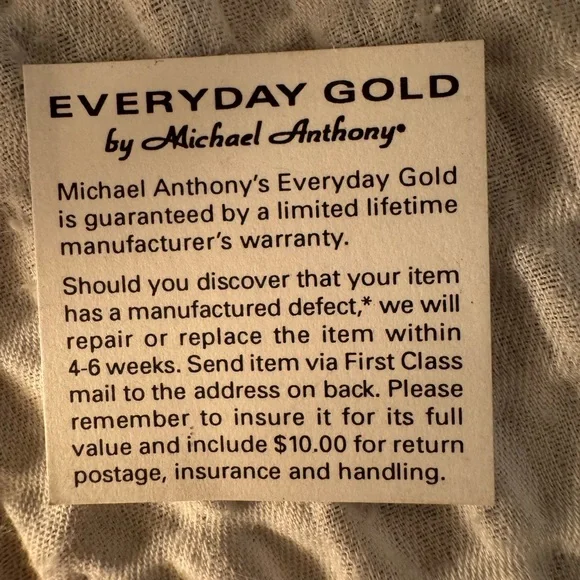 EVERYDAY GOLD
by Michael Anthony®
Michael Anthony's Everyday Gold
is guaranteed by a limited lifetime
manufacturer's warranty.
Should you discover that your item
has a manufactured defect,* we will
repair or replace the item within
4-6 weeks. Send item via First Class
mail to the address on back. Please
remember to insure it for its full
value and include $10.00 for return
postage, insurance and handling.